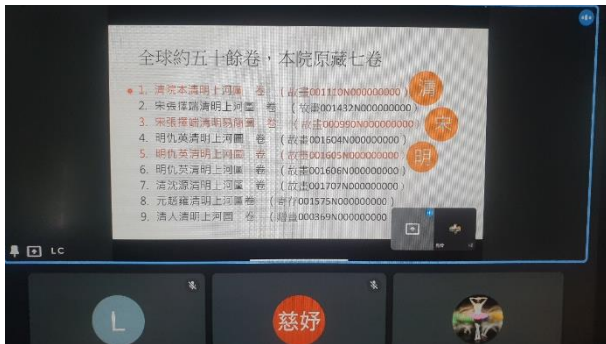 全球約五十餘卷，本院原藏七卷
1. 清院本清明上河圖 卷 （故畫001110N000000000）
清
2. 宋張擇端清明上河圖 卷 （故畫001432N000000000）
3. 宋張擇端清明易簡圖 卷 （故畫000990N000000000）
宋
4. 明仇英清明上河圖 卷 （故畫001604N000000000）
5. 明仇英清明上河圖 卷 （故畫001605N000000000）
明
6. 明仇英清明上河圖 卷 （故畫001606N000000000）
7. 清沈源清明上河圖 卷 （故畫001707N000000000）
8. 元趙雍清明上河圖卷 （寄存001575N000000000）
9. 清人清明上河圖 卷 （贈畫000369N000000000
LC
L
慈妤